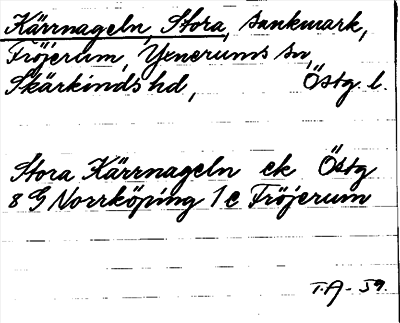 Kärrnageln, Stora, sankmark,
Fröjerum, Yxnerums sn,
Skärkinds hd, Östg. l.
Stora Kärrnageln ek Östg
8 G Norrköping 1 c Fröjerum
T.A - 59.